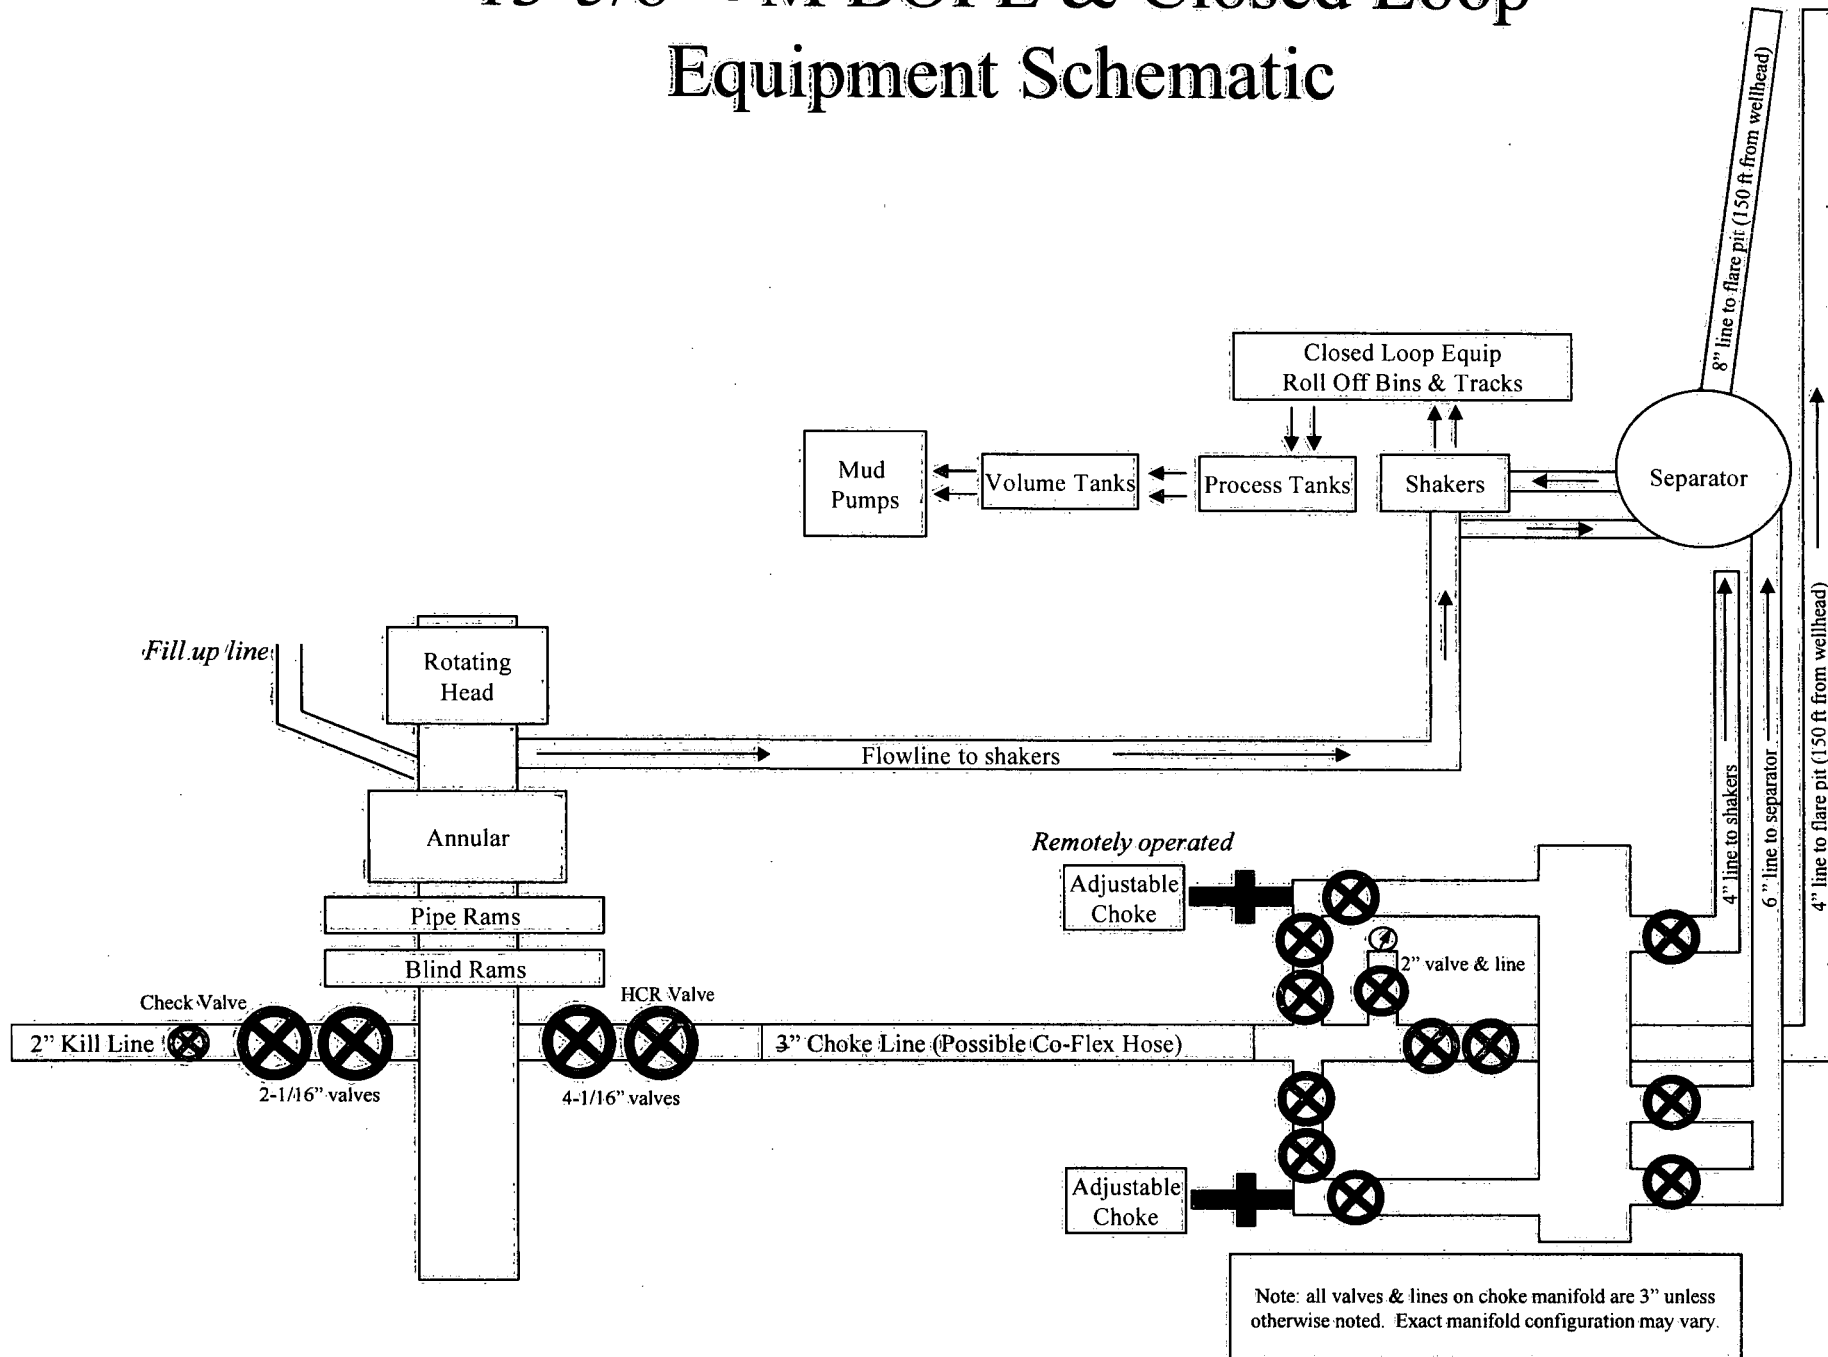 Equipment Schematic
8” line to flare pit (150 ft from wellhead)
Closed Loop Equip
Roll Off Bins & Tracks
Mud
Pumps
Volume Tanks
Process Tanks
Shakers
Separator
Fill up line
Rotating
Head
Flowline to shakers
Annular
Pipe Rams
Blind Rams
Check Valve
HCR Valve
2” Kill Line
3” Choke Line (Possible Co-Flex Hose)
2-1/16” valves
4-1/16” valves
Remotely operated
Adjustable
Choke
2” valve & line
Adjustable
Choke
4” line to shakers
6” line to separator
4” line to flare pit (150 ft from wellhead)
Note: all valves & lines on choke manifold are 3” unless
otherwise noted. Exact manifold configuration may vary.